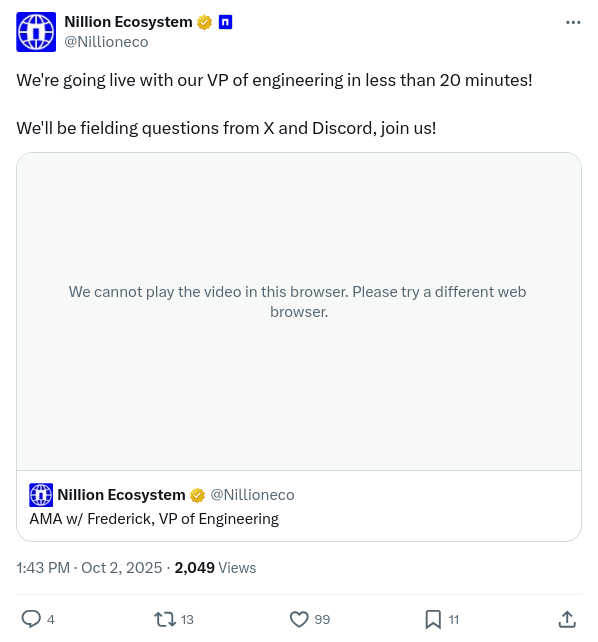 Nillion Ecosystem
@Nillioneco
We're going live with our VP of engineering in less than 20 minutes!
We'll be fielding questions from X and Discord, join us!
We cannot play the video in this browser. Please try a different web
browser.
Nillion Ecosystem @Nillioneco
AMA w/ Frederick, VP of Engineering
1:43 PM · Oct 2, 2025 · 2,049 Views
4 13 99 11